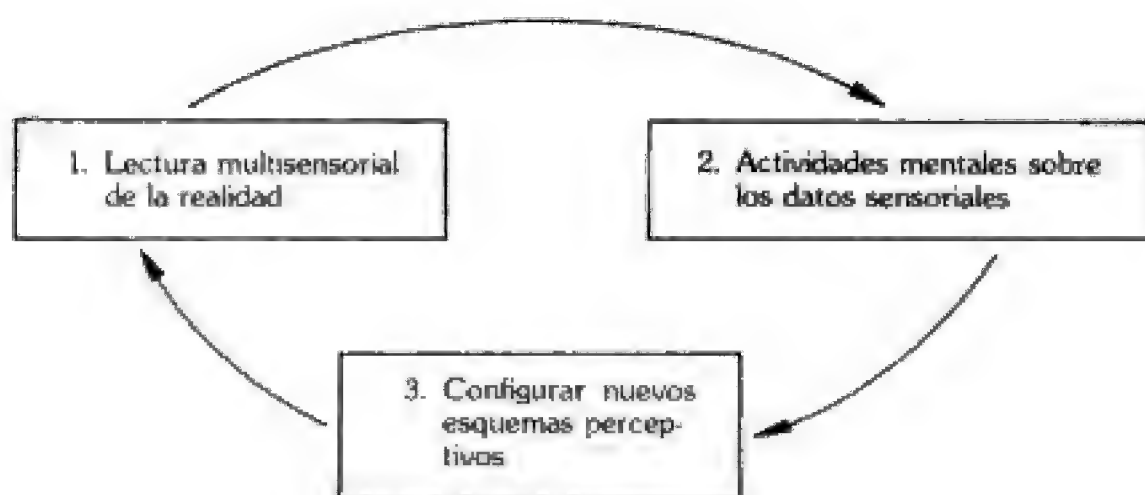 1. Lectura multisensorial
de la realidad
2. Actividades mentales sobre
los datos sensoriales
3. Configurar nuevos
esquemas percep-
tivos